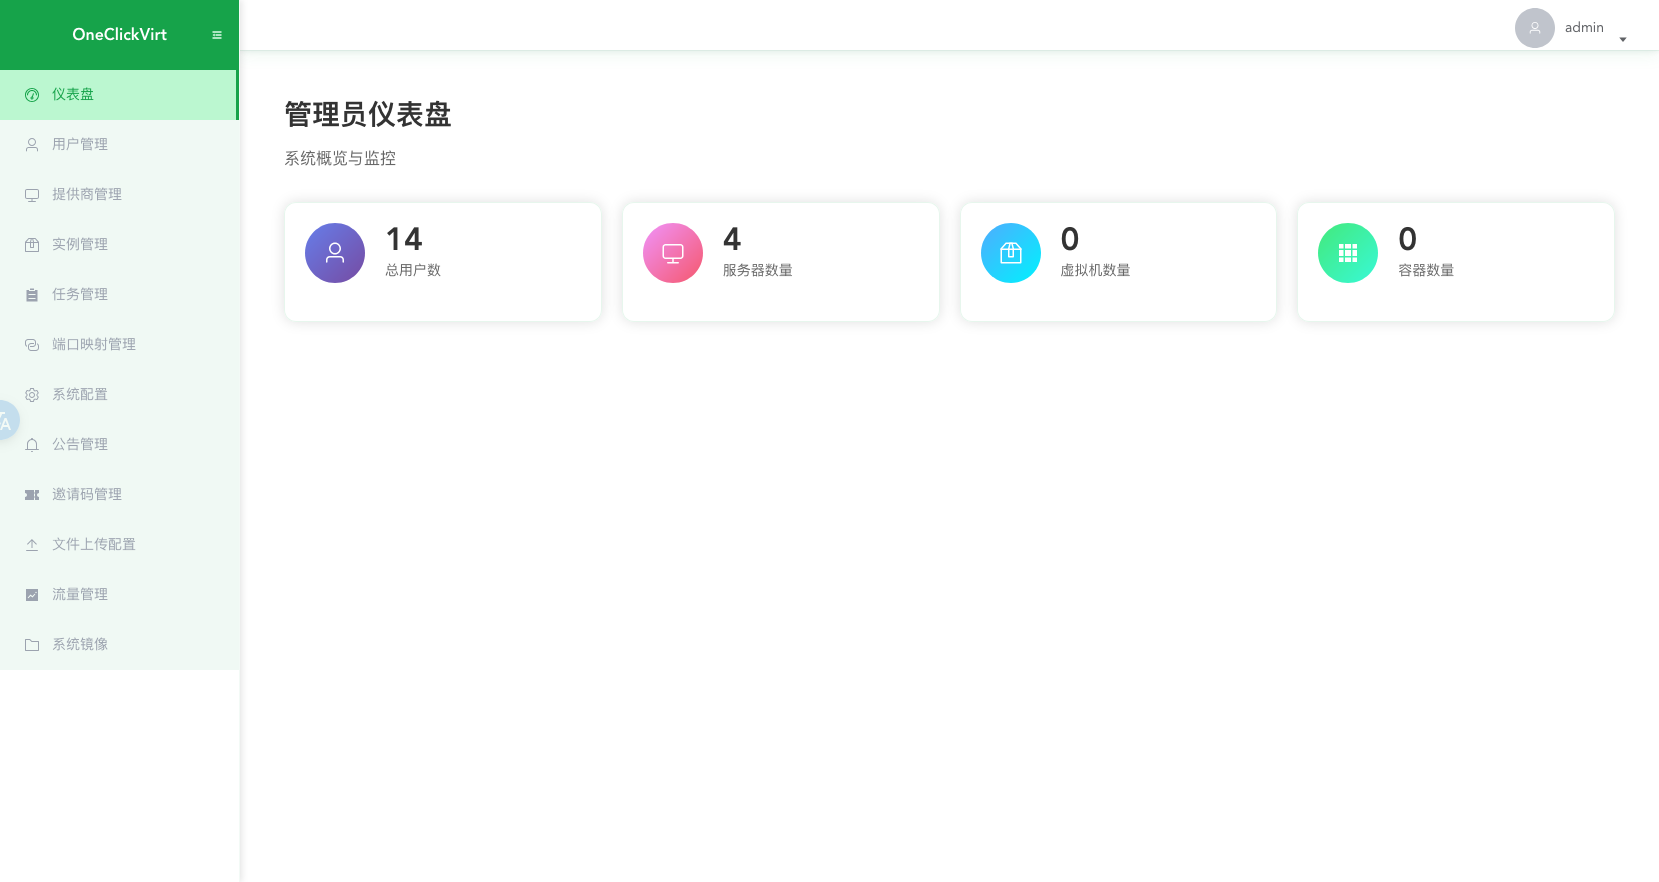 OneClickVirt
admin
仪表盘
用户管理
提供商管理
实例管理
任务管理
端口映射管理
系统配置
公告管理
邀请码管理
文件上传配置
流量管理
系统镜像
管理员仪表盘
系统概览与监控
14
总用户数
4
服务器数量
0
虚拟机数量
0
容器数量